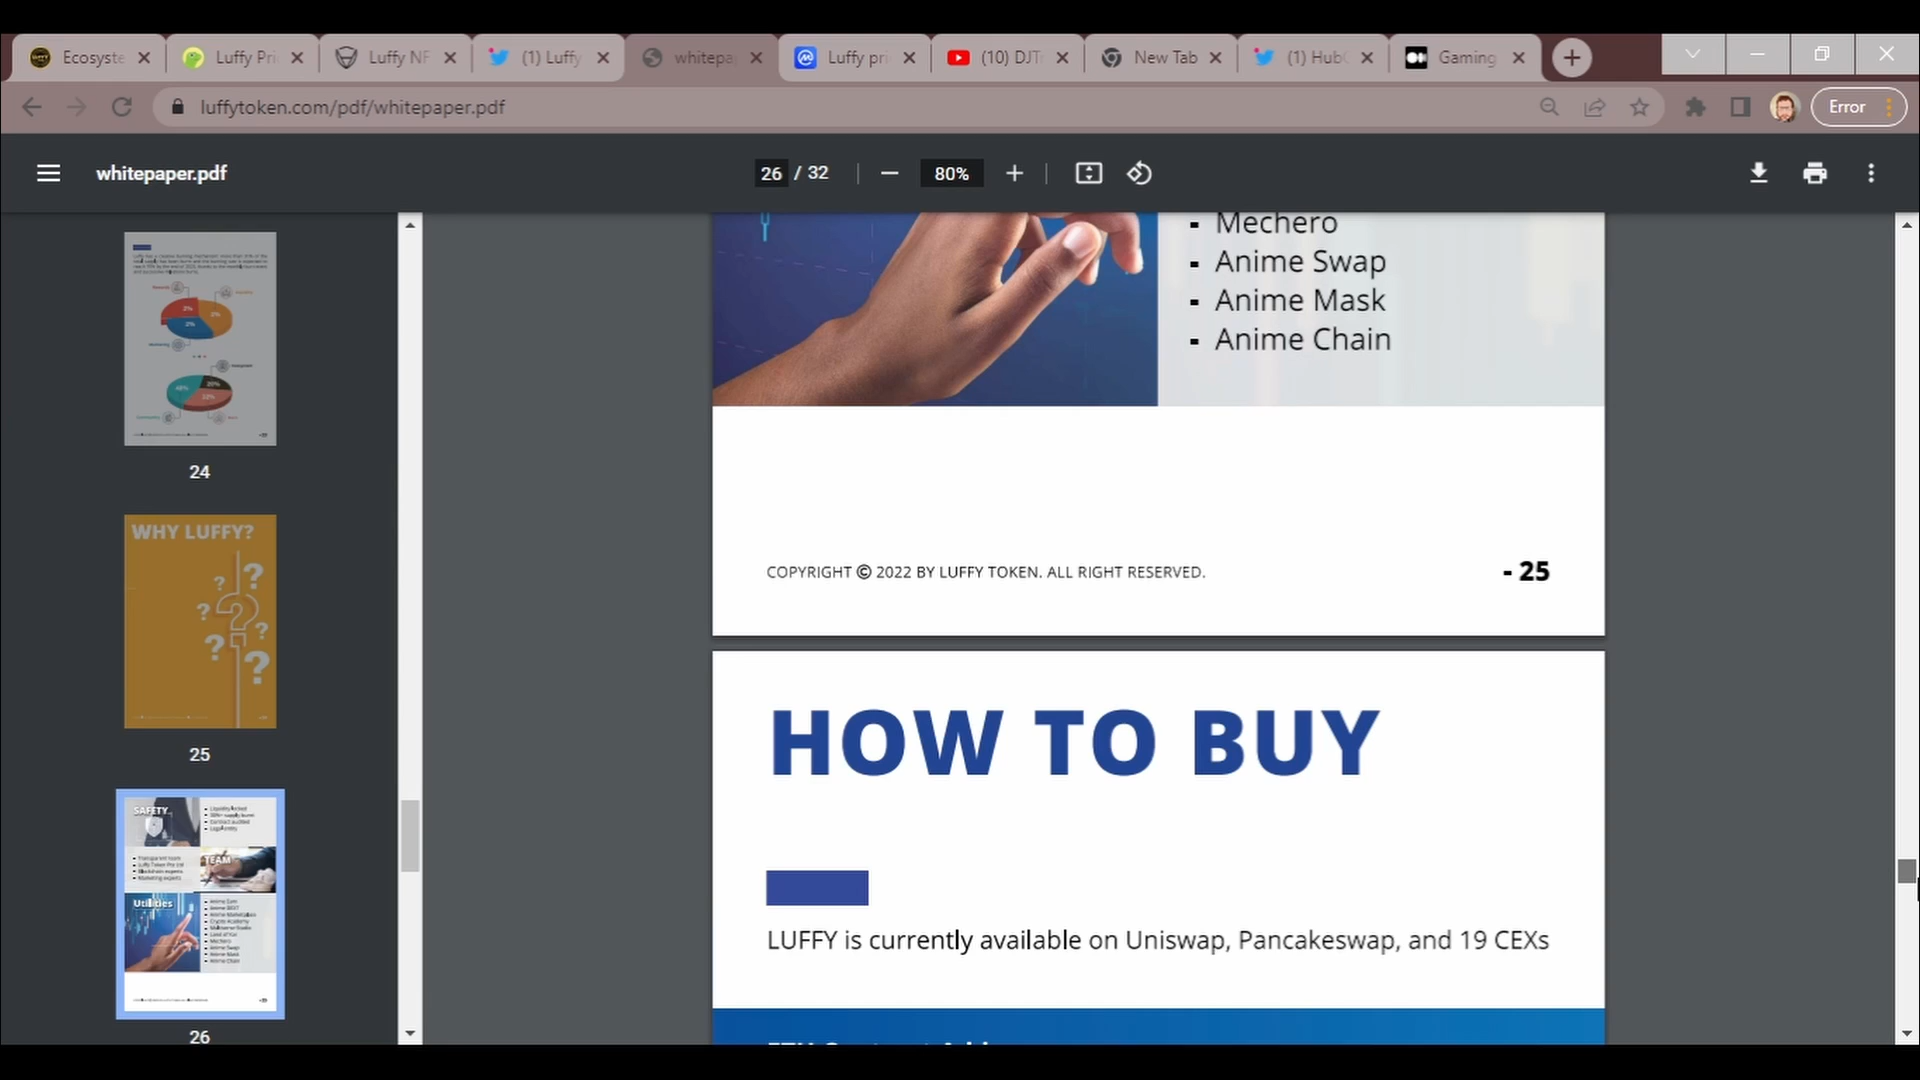 Ecosyste
Luffy Pri
Luffy NF
(1) Luffy
whitepa
Luffy pri
(10) DJT
New Tab
(1) Hub
Gaming
luffytoken.com/pdf/whitepaper.pdf
Error
whitepaper.pdf
26 / 32
80%
24
WHY LUFFY?
25
SAFETY
TEAM
Utilities
26
Mechero
Anime Swap
Anime Mask
Anime Chain
COPYRIGHT © 2022 BY LUFFY TOKEN. ALL RIGHT RESERVED.
- 25
HOW TO BUY
LUFFY is currently available on Uniswap, Pancakeswap, and 19 CEXs